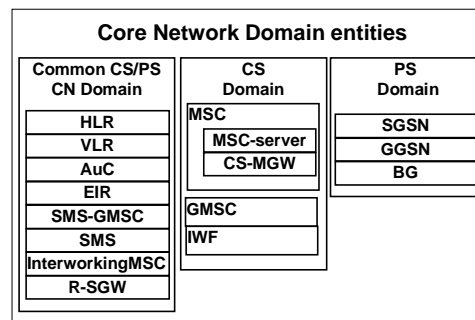 Core Network Domain entities
Common CS/PS
CN Domain
HLR
VLR
AuC
EIR
SMS-GMSC
SMS
InterworkingMSC
R-SGW
CS
Domain
MSC
MSC-server
CS-MGW
GMSC
IWF
PS
Domain
SGSN
GGSN
BG